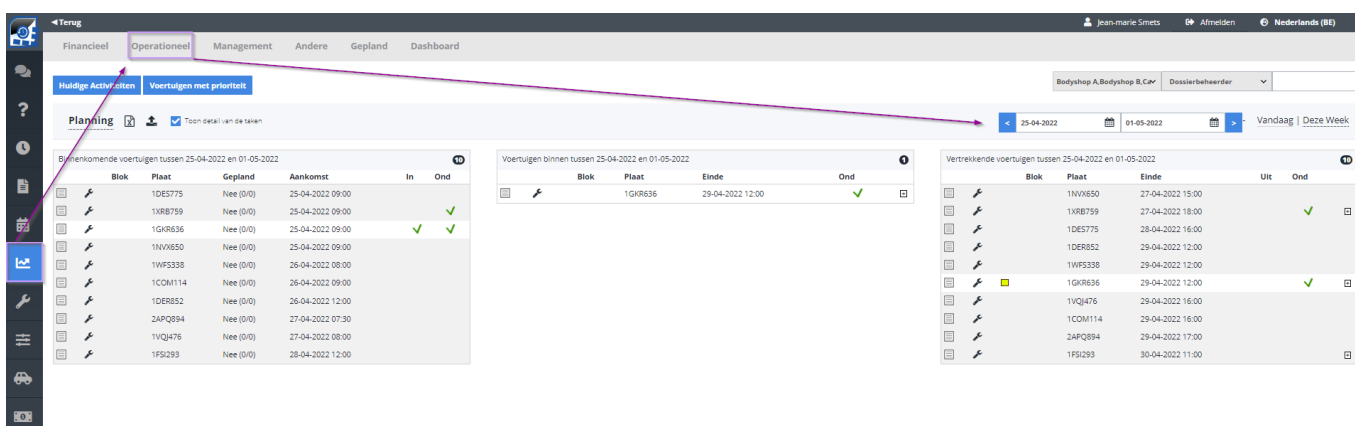 ◄Terug Jean-marie Smets Afmelden Nederlands (BE)
Financieel Operationeel Management Andere Gepland Dashboard
Huidige Activiteiten Voertuigen met prioriteit Bodyshop A,Bodyshop B,Ca Dossierbeheerder
Planning Toon detail van de taken < 25-04-2022 01-05-2022 > Vandaag | Deze Week
Binnenkomende voertuigen tussen 25-04-2022 en 01-05-2022 10
Blok Plaat Gepland Aankomst In Ond
1DES775 Nee (0/0) 25-04-2022 09:00
1XRB759 Nee (0/0) 25-04-2022 09:00
1GKR636 Nee (0/0) 25-04-2022 09:00
1NVX650 Nee (0/0) 25-04-2022 09:00
1WFS338 Nee (0/0) 26-04-2022 08:00
1COM114 Nee (0/0) 26-04-2022 09:00
1DER852 Nee (0/0) 26-04-2022 12:00
2APQ894 Nee (0/0) 27-04-2022 07:30
1VQJ476 Nee (0/0) 27-04-2022 08:00
1FSI293 Nee (0/0) 28-04-2022 12:00
Voertuigen binnen tussen 25-04-2022 en 01-05-2022 1
Blok Plaat Einde Ond
1GKR636 29-04-2022 12:00
Vertrekkende voertuigen tussen 25-04-2022 en 01-05-2022 10
Blok Plaat Einde Uit Ond
1NVX650 27-04-2022 15:00
1XRB759 27-04-2022 18:00
1DES775 28-04-2022 16:00
1DER852 29-04-2022 12:00
1WFS338 29-04-2022 12:00
1GKR636 29-04-2022 12:00
1VQJ476 29-04-2022 16:00
1COM114 29-04-2022 16:00
2APQ894 29-04-2022 17:00
1FSI293 30-04-2022 11:00